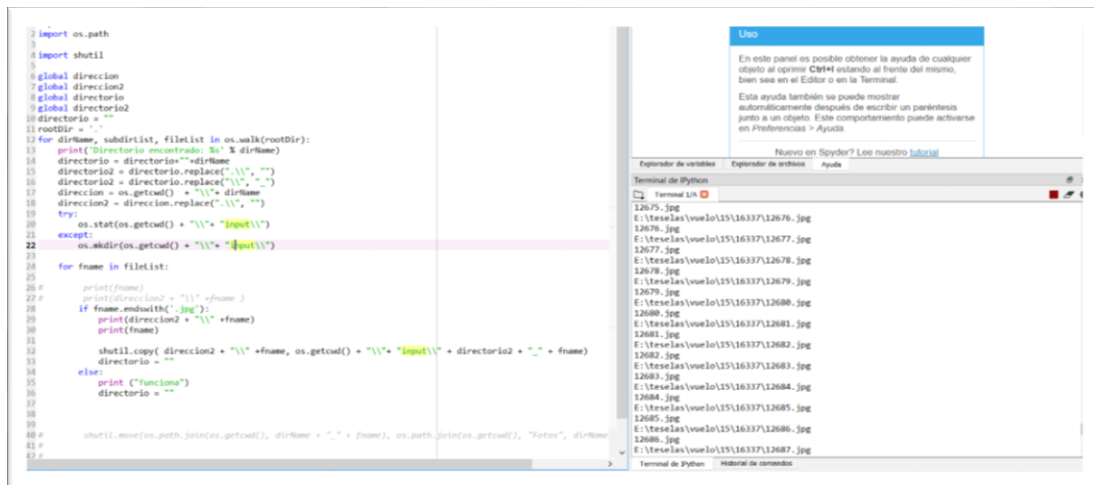 2 import os.path
3
4 import shutil
5
6 global direccion
7 global direccion2
8 global directorio
9 global directorio2
10 directorio = ""
11 rootDir = '.'
12 for dirName, subdirList, fileList in os.walk(rootDir):
13 print('Directorio encontrado: %s' % dirName)
14 directorio = directorio+""+dirName
15 directorio2 = directorio.replace(".\\", "")
16 directorio2 = directorio.replace("\\", "_")
17 direccion = os.getcwd() + "\\"+ dirName
18 direccion2 = direccion.replace(".\\", "")
19 try:
20 os.stat(os.getcwd() + "\\"+ "input\\")
21 except:
22 os.mkdir(os.getcwd() + "\\"+ "input\\")
23
24 for fname in fileList:
25
26 # print(fname)
27 # print(direccion2 + "\\" +fname )
28 if fname.endswith('.jpg'):
29 print(direccion2 + "\\" +fname)
30 print(fname)
31
32 shutil.copy( direccion2 + "\\" +fname, os.getcwd() + "\\"+ "input\\" + directorio2 + "_" + fname)
33 directorio = ""
34 else:
35 print ("funciona")
36 directorio = ""
37
38
39
40 # shutil.move(os.path.join(os.getcwd(), dirName + "_" + fname), os.path.join(os.getcwd(), "Fotos", dirName
41 #
42 #
Uso
En este panel es posible obtener la ayuda de cualquier
objeto al oprimir Ctrl+I estando al frente del mismo,
bien sea en el Editor o en la Terminal.
Esta ayuda también se puede mostrar
automáticamente después de escribir un paréntesis
junto a un objeto. Este comportamiento puede activarse
en Preferencias > Ayuda.
Nuevo en Spyder? Lee nuestro tutorial
Explorador de variables Explorador de archivos Ayuda
Terminal de IPython
Terminal 1/A
12675.jpg
E:\teselas\vuelo\15\16337\12676.jpg
12676.jpg
E:\teselas\vuelo\15\16337\12677.jpg
12677.jpg
E:\teselas\vuelo\15\16337\12678.jpg
12678.jpg
E:\teselas\vuelo\15\16337\12679.jpg
12679.jpg
E:\teselas\vuelo\15\16337\12680.jpg
12680.jpg
E:\teselas\vuelo\15\16337\12681.jpg
12681.jpg
E:\teselas\vuelo\15\16337\12682.jpg
12682.jpg
E:\teselas\vuelo\15\16337\12683.jpg
12683.jpg
E:\teselas\vuelo\15\16337\12684.jpg
12684.jpg
E:\teselas\vuelo\15\16337\12685.jpg
12685.jpg
E:\teselas\vuelo\15\16337\12686.jpg
12686.jpg
E:\teselas\vuelo\15\16337\12687.jpg
Terminal de IPython Historial de comandos